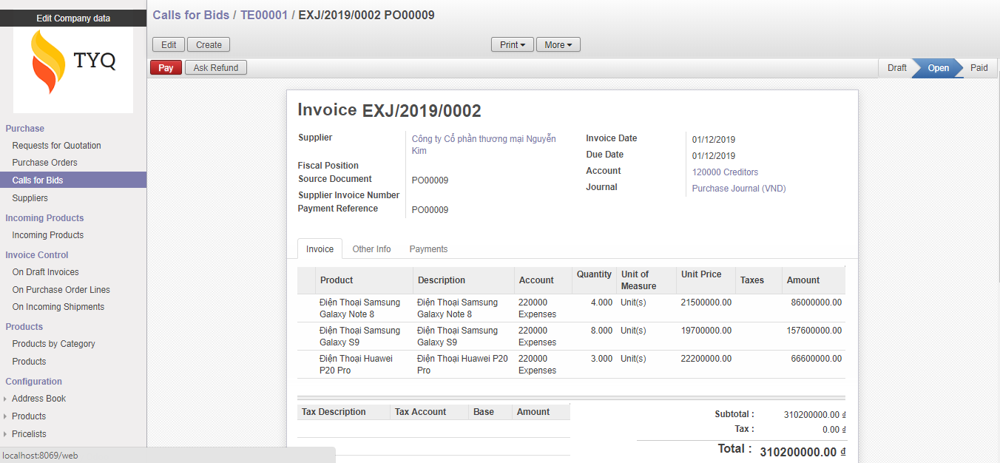 Edit Company data
TYQ
Purchase
Requests for Quotation
Purchase Orders
Calls for Bids
Suppliers
Incoming Products
Incoming Products
Invoice Control
On Draft Invoices
On Purchase Order Lines
On Incoming Shipments
Products
Products by Category
Products
Configuration
Address Book
Products
Pricelists
localhost:8069/web
Calls for Bids / TE00001 / EXJ/2019/0002 PO00009
Edit Create Print More
Pay Ask Refund Draft Open Paid
Invoice EXJ/2019/0002
Supplier Công ty Cổ phần thương mại Nguyễn
Kim
Fiscal Position
Source Document PO00009
Supplier Invoice Number
Payment Reference PO00009
Invoice Date 01/12/2019
Due Date 01/12/2019
Account 120000 Creditors
Journal Purchase Journal (VND)
Invoice Other Info Payments
Product Description Account Quantity Unit of Unit Price Taxes Amount
Measure
Điện Thoại Samsung Điện Thoại Samsung 220000 4.000 Unit(s) 21500000.00 86000000.00
Galaxy Note 8 Galaxy Note 8 Expenses
Điện Thoại Samsung Điện Thoại Samsung 220000 8.000 Unit(s) 19700000.00 157600000.00
Galaxy S9 Galaxy S9 Expenses
Điện Thoại Huawei Điện Thoại Huawei P20 220000 3.000 Unit(s) 22200000.00 66600000.00
P20 Pro Pro Expenses
Tax Description Tax Account Base Amount
Subtotal : 310200000.00 ₫
Tax : 0.00 ₫
Total : 310200000.00 ₫